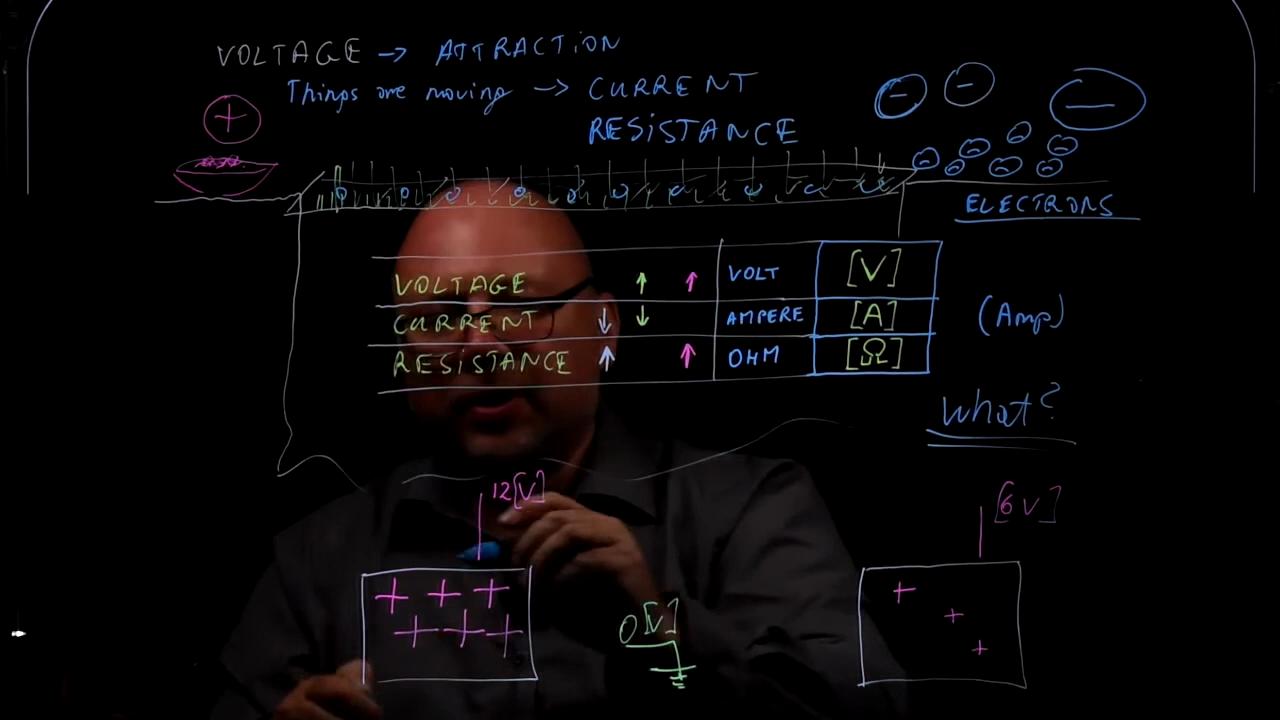 VOLTAGE → ATTRACTION
Things are moving → CURRENT
RESISTANCE
+
− − −
− − − − − − −
ELECTRONS
VOLTAGE ↑ ↑ VOLT [V]
CURRENT ↓ ↓ AMPERE [A] (Amp)
RESISTANCE ↑ ↑ OHM [Ω]
What?
12[V] [6V]
+ + + +
+ + + 0[V] +
+